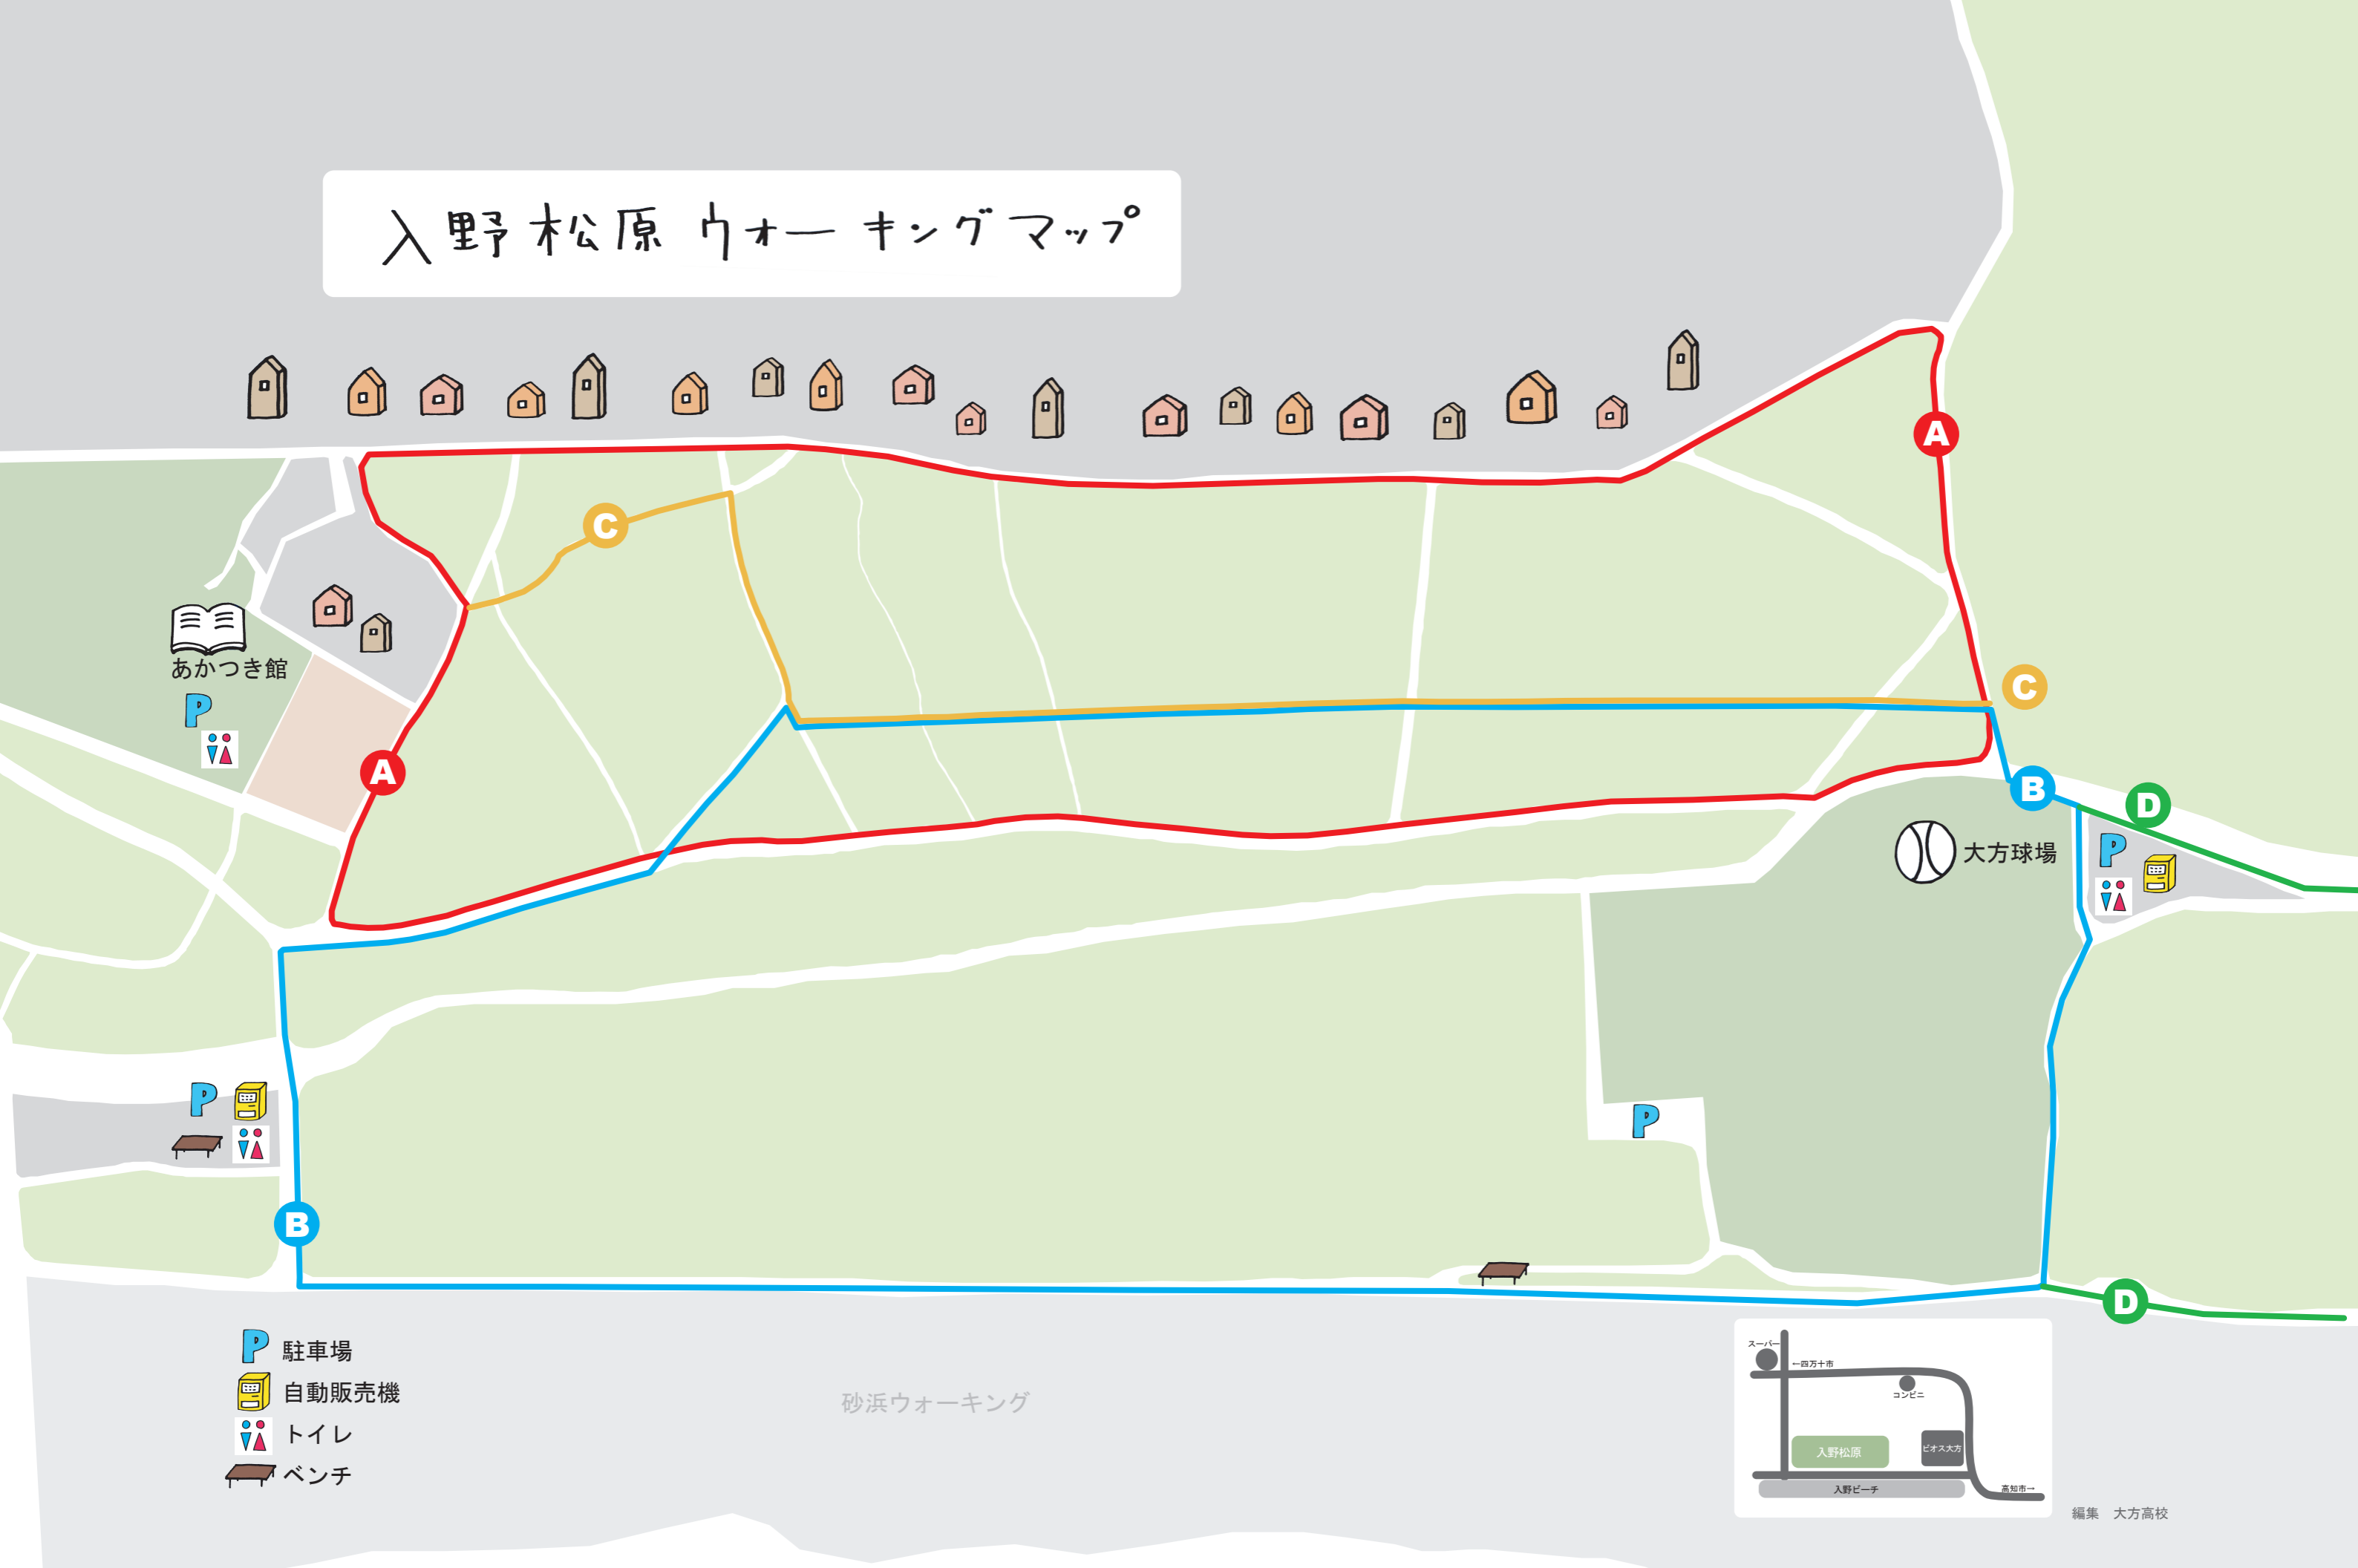 入野松原 ウォーキングマップ
A
C
あかつき館
P
A
C
B
D
大方球場
P
P
B
P
D
P 駐車場
自動販売機
トイレ
ベンチ
砂浜ウォーキング
スーパー
←四万十市
コンビニ
入野松原
ビオス大方
入野ビーチ
高知市→
編集 大方高校